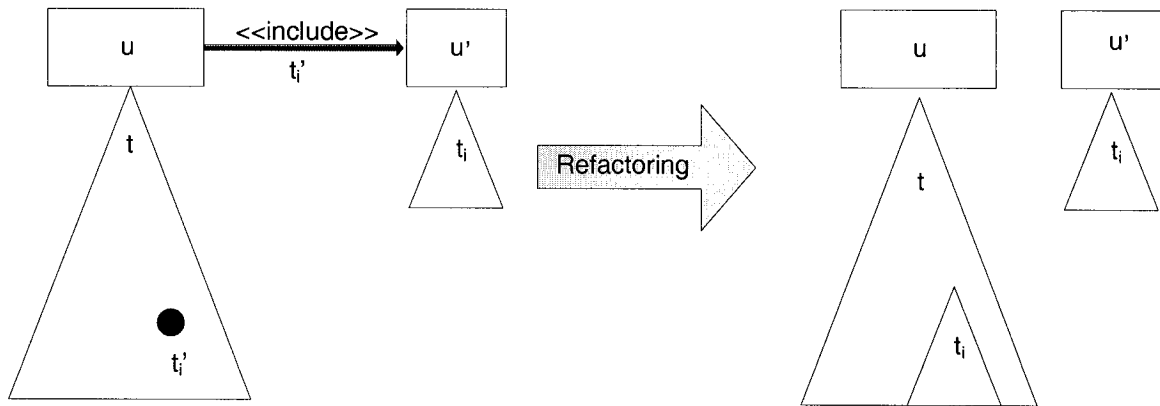 u
<<include>>
tᵢ'
u'
t
tᵢ
tᵢ'
Refactoring
u
u'
t
tᵢ
tᵢ